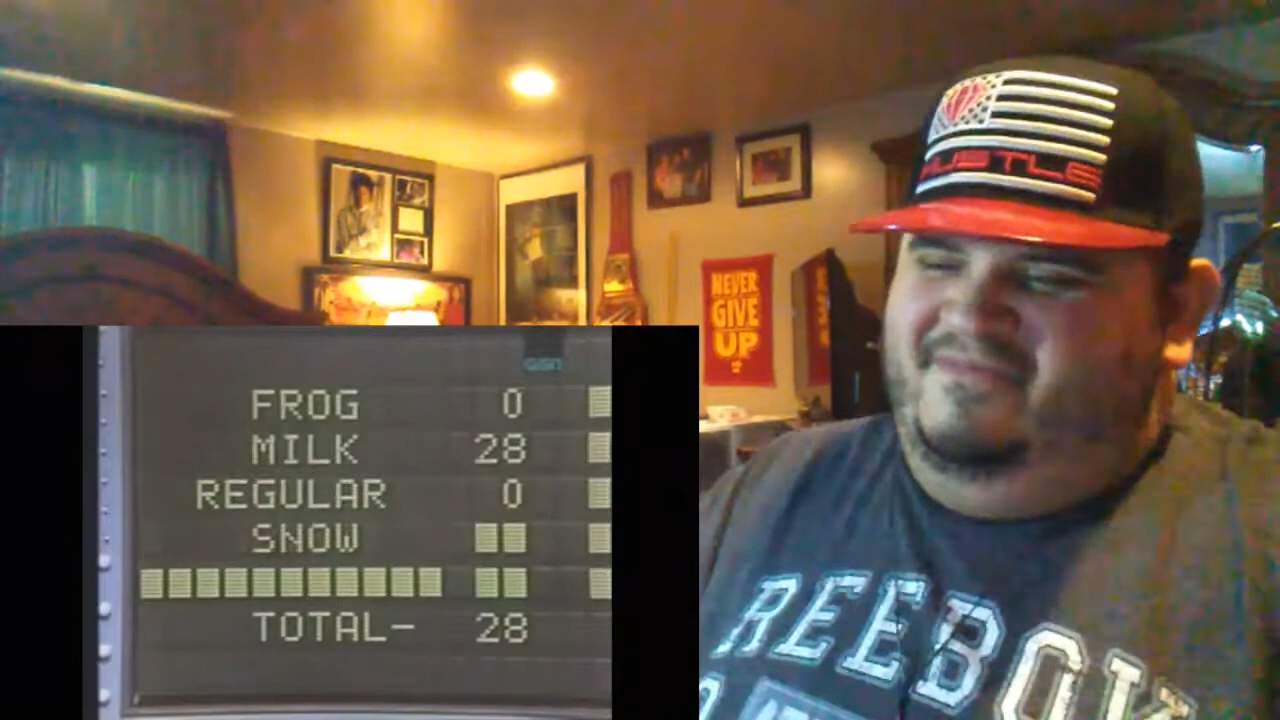 HUSTLE
NEVER
GIVE
UP
FROG 0
MILK 28
REGULAR 0
SNOW
TOTAL- 28
REEBOK